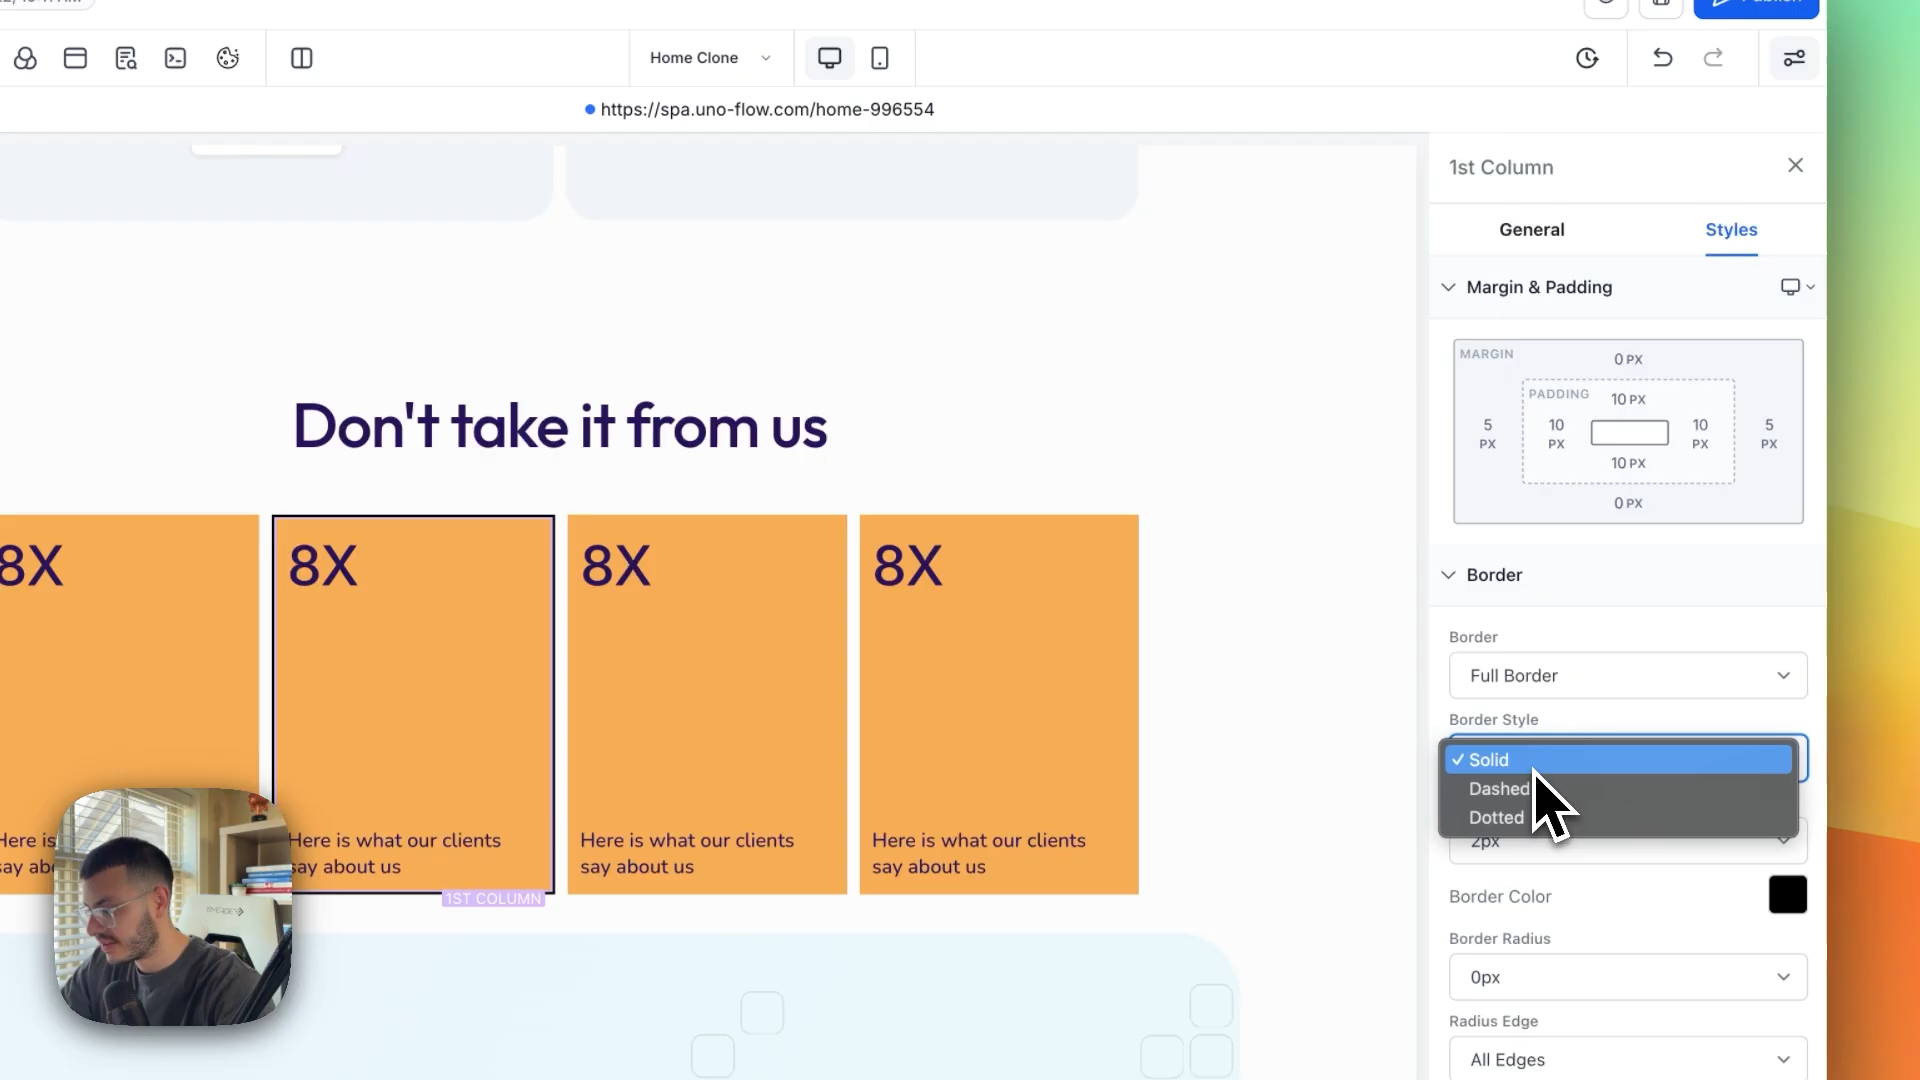 Home Clone
https://spa.uno-flow.com/home-996554
1st Column
General
Styles
Margin & Padding
MARGIN
0 PX
PADDING
10 PX
5 PX
10 PX
10 PX
5 PX
10 PX
0 PX
Don't take it from us
8X
8X
8X
8X
Here is what our clients
say about us
Here is what our clients
say about us
Here is what our clients
say about us
1ST COLUMN
Border
Border
Full Border
Border Style
✓ Solid
Dashed
Dotted
2px
Border Color
Border Radius
0px
Radius Edge
All Edges